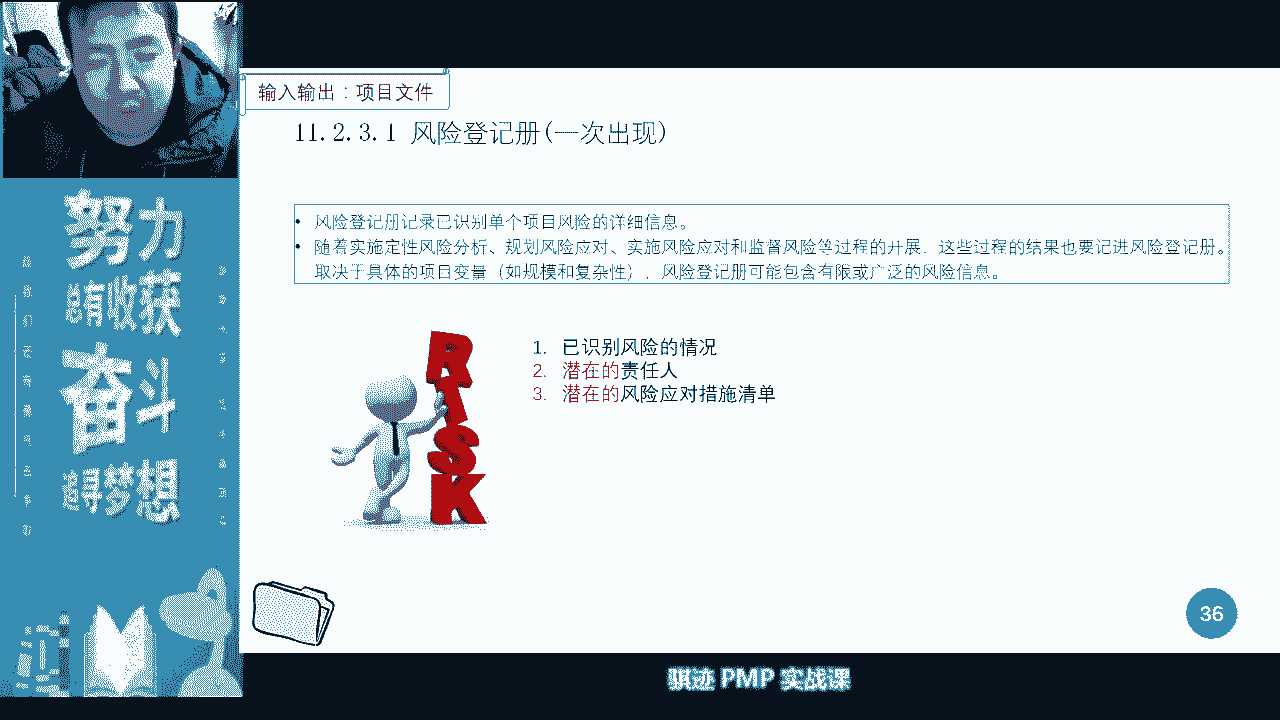 输入输出：项目文件
11.2.3.1 风险登记册(一次出现)
• 风险登记册记录已识别单个项目风险的详细信息。
• 随着实施定性风险分析、规划风险应对、实施风险应对和监督风险等过程的开展，这些过程的结果也要记进风险登记册。
取决于具体的项目变量（如规模和复杂性），风险登记册可能包含有限或广泛的风险信息。
1. 已识别风险的情况
2. 潜在的责任人
3. 潜在的风险应对措施清单
RISK
努力
总有收获
奋斗
追寻梦想
36
骐迹 PMP 实战课